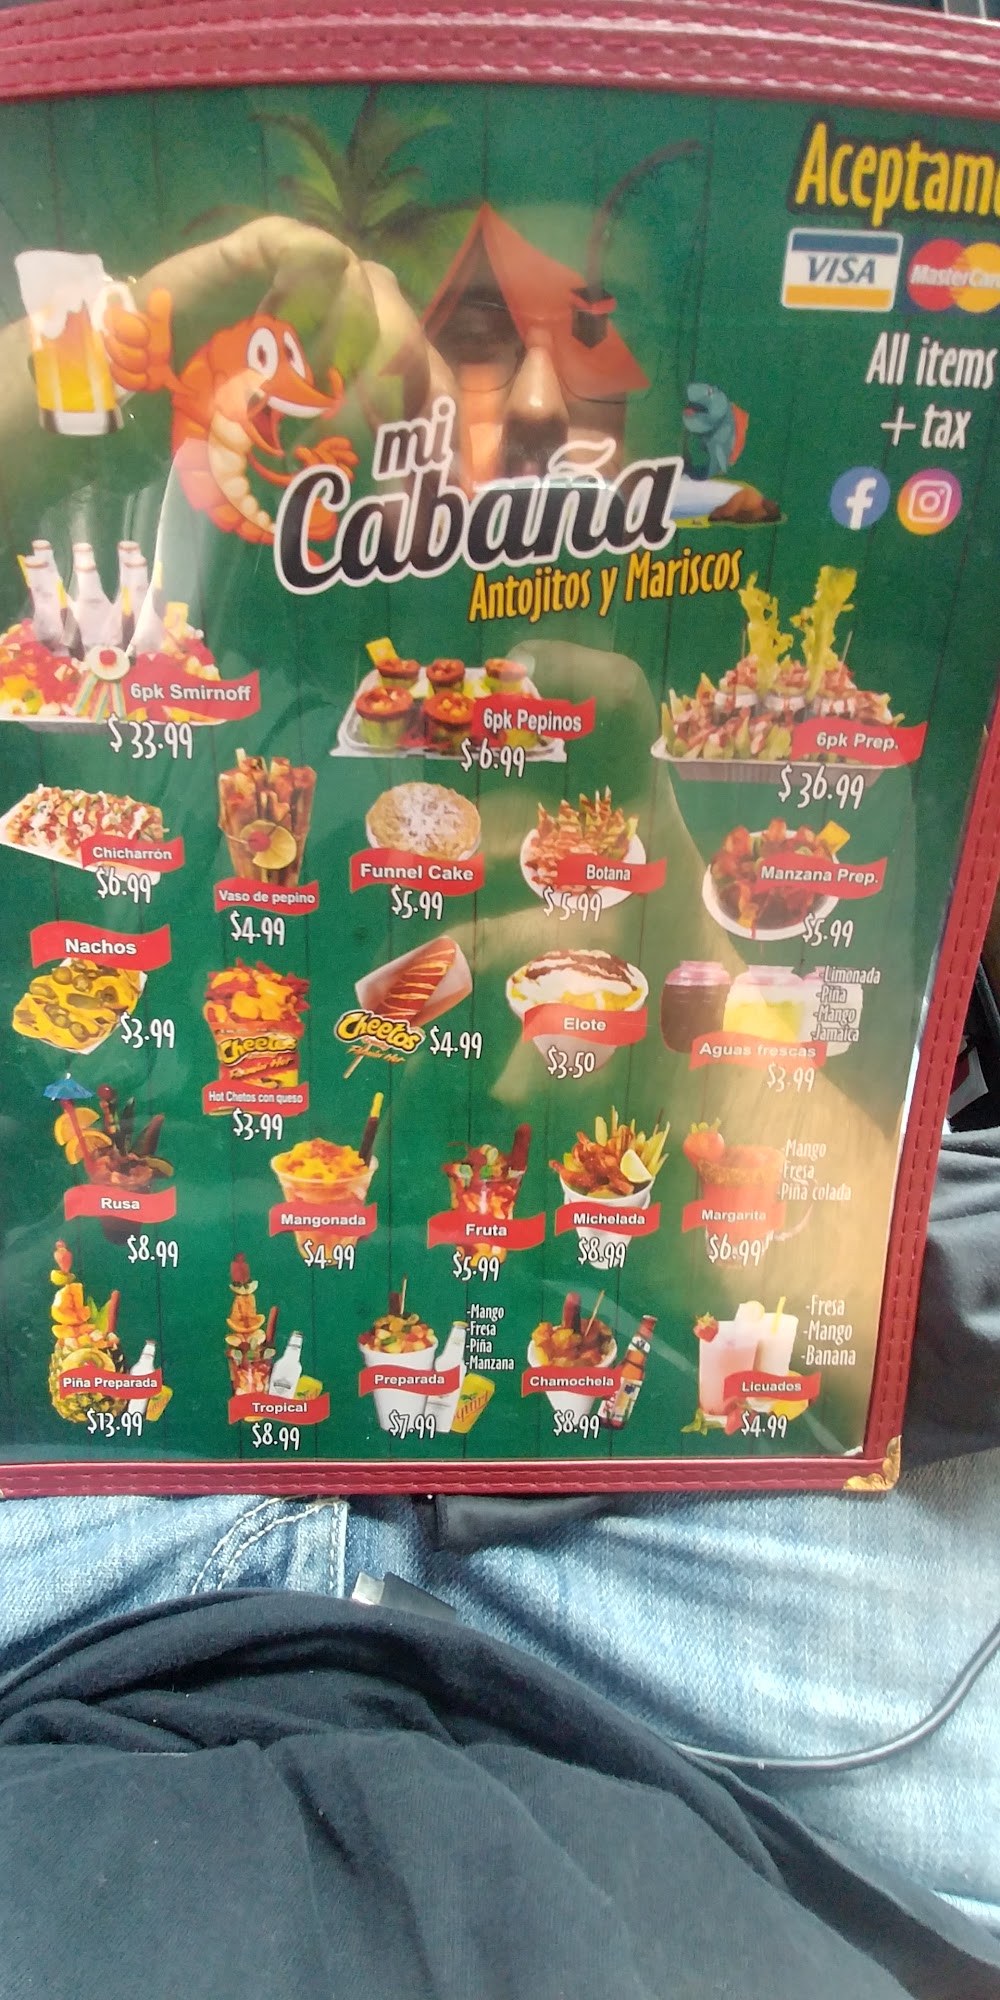 Aceptam
VISA
MasterCard
All items
+ tax
mi
Cabaña
Antojitos y Mariscos
6pk Smirnoff
$33.99
6pk Pepinos
$6.99
6pk Prep.
$36.99
Chicharrón
$6.99
Vaso de pepino
$4.99
Funnel Cake
$5.99
Botana
$5.99
Manzana Prep.
$5.99
Nachos
$3.99
Cheetos
Hot Chetos con queso
$3.99
Cheetos
$4.99
Elote
$3.50
-Limonada
-Piña
-Mango
-Jamaica
Aguas frescas
$3.99
Rusa
$8.99
Mangonada
$4.99
Fruta
$5.99
Michelada
$8.99
-Mango
-Fresa
-Piña colada
Margarita
$6.99
Piña Preparada
$13.99
Tropical
$8.99
-Mango
-Fresa
-Piña
-Manzana
Preparada
$7.99
Chamochela
$8.99
-Fresa
-Mango
-Banana
Licuados
$4.99